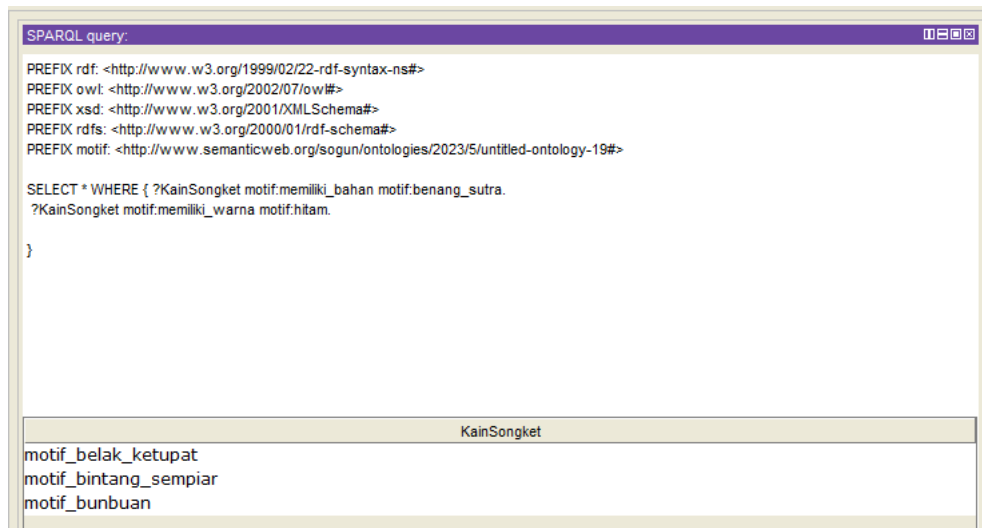 SPARQL query:
PREFIX rdf: <http://www.w3.org/1999/02/22-rdf-syntax-ns#>
PREFIX owl: <http://www.w3.org/2002/07/owl#>
PREFIX xsd: <http://www.w3.org/2001/XMLSchema#>
PREFIX rdfs: <http://www.w3.org/2000/01/rdf-schema#>
PREFIX motif: <http://www.semanticweb.org/sogun/ontologies/2023/5/untitled-ontology-19#>
SELECT * WHERE { ?KainSongket motif:memiliki_bahan motif:benang_sutra.
?KainSongket motif:memiliki_warna motif:hitam.
}
KainSongket
motif_belak_ketupat
motif_bintang_sempiar
motif_bunbuan